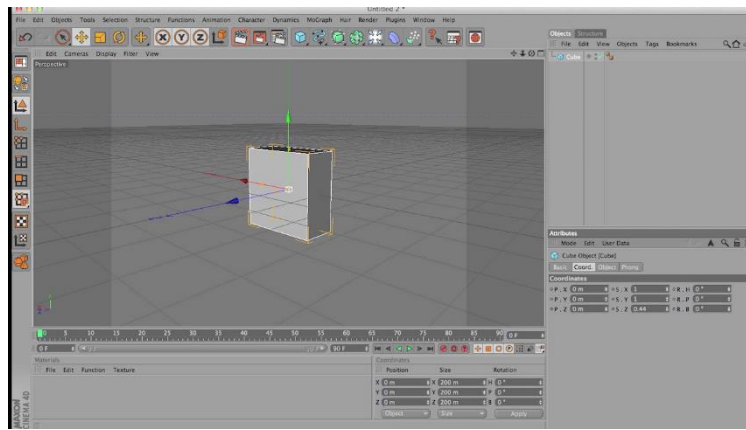 Untitled 2 *
File Edit Objects Tools Selection Structure Functions Animation Character Dynamics MoGraph Hair Render Plugins Window Help
Edit Cameras Display Filter View
Perspective
Objects Structure
File Edit View Objects Tags Bookmarks
Cube
Attributes
Mode Edit User Data
Cube Object [Cube]
Basic Coord. Object Phong
Coordinates
P . X 0 m S . X 1 R . H 0°
P . Y 0 m S . Y 1 R . P 0°
P . Z 0 m S . Z 0.44 R . B 0°
0 5 10 15 20 25 30 35 40 45 50 55 60 65 70 75 80 85 90 0 F
0 F 90 F
Materials
File Edit Function Texture
Coordinates
Position Size Rotation
X 0 m X 200 m H 0°
Y 0 m Y 200 m P 0°
Z 0 m Z 200 m B 0°
Object Size Apply
MAXON
CINEMA 4D